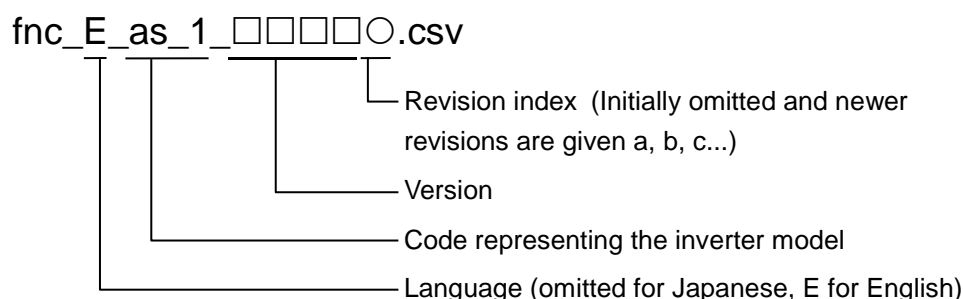 fnc_E_as_1_□□□□○.csv
Revision index (Initially omitted and newer
revisions are given a, b, c...)
Version
Code representing the inverter model
Language (omitted for Japanese, E for English)